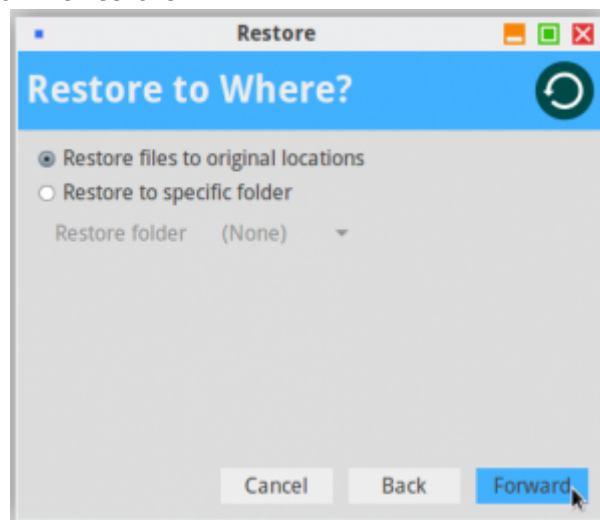 Restore
Restore to Where?
Restore files to original locations
Restore to specific folder
Restore folder (None)
Cancel Back Forward